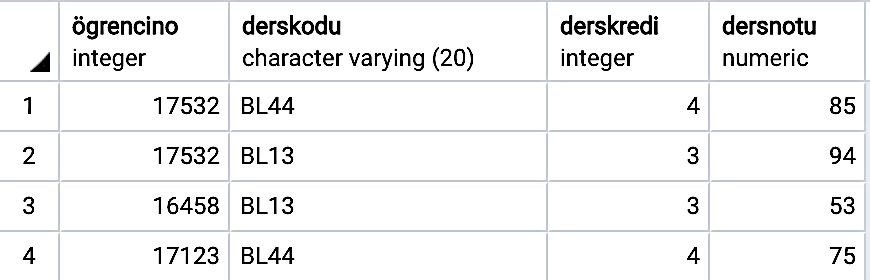 ögrencino derskodu derskredi dersnotu
integer character varying (20) integer numeric
1 17532 BL44 4 85
2 17532 BL13 3 94
3 16458 BL13 3 53
4 17123 BL44 4 75